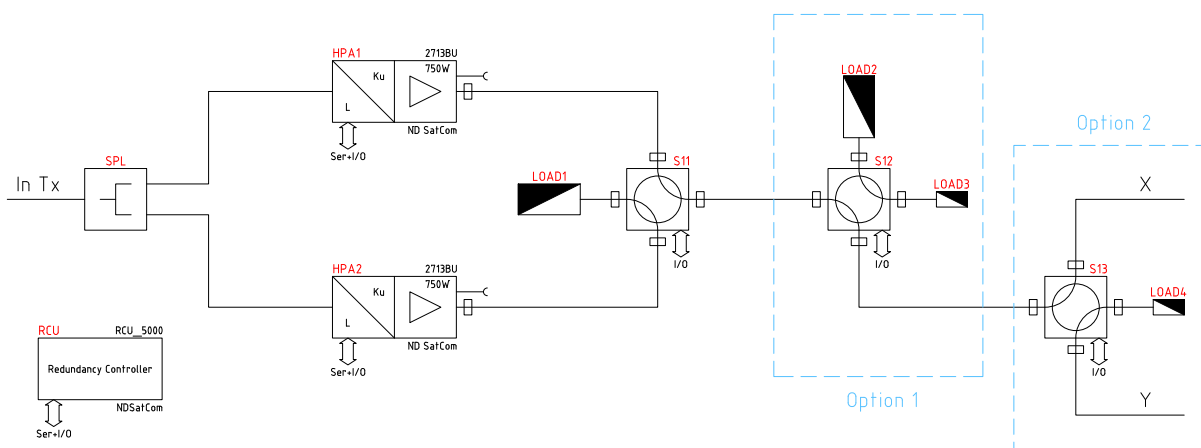 HPA1
2713BU
Ku
750W
L
ND SatCom
Ser+I/O
LOAD2
Option 2
SPL
In Tx
LOAD1
S11
S12
LOAD3
X
I/O
I/O
HPA2
2713BU
Ku
750W
L
ND SatCom
Ser+I/O
S13
LOAD4
I/O
RCU
RCU_5000
Redundancy Controller
NDSatCom
Ser+I/O
Option 1
Y